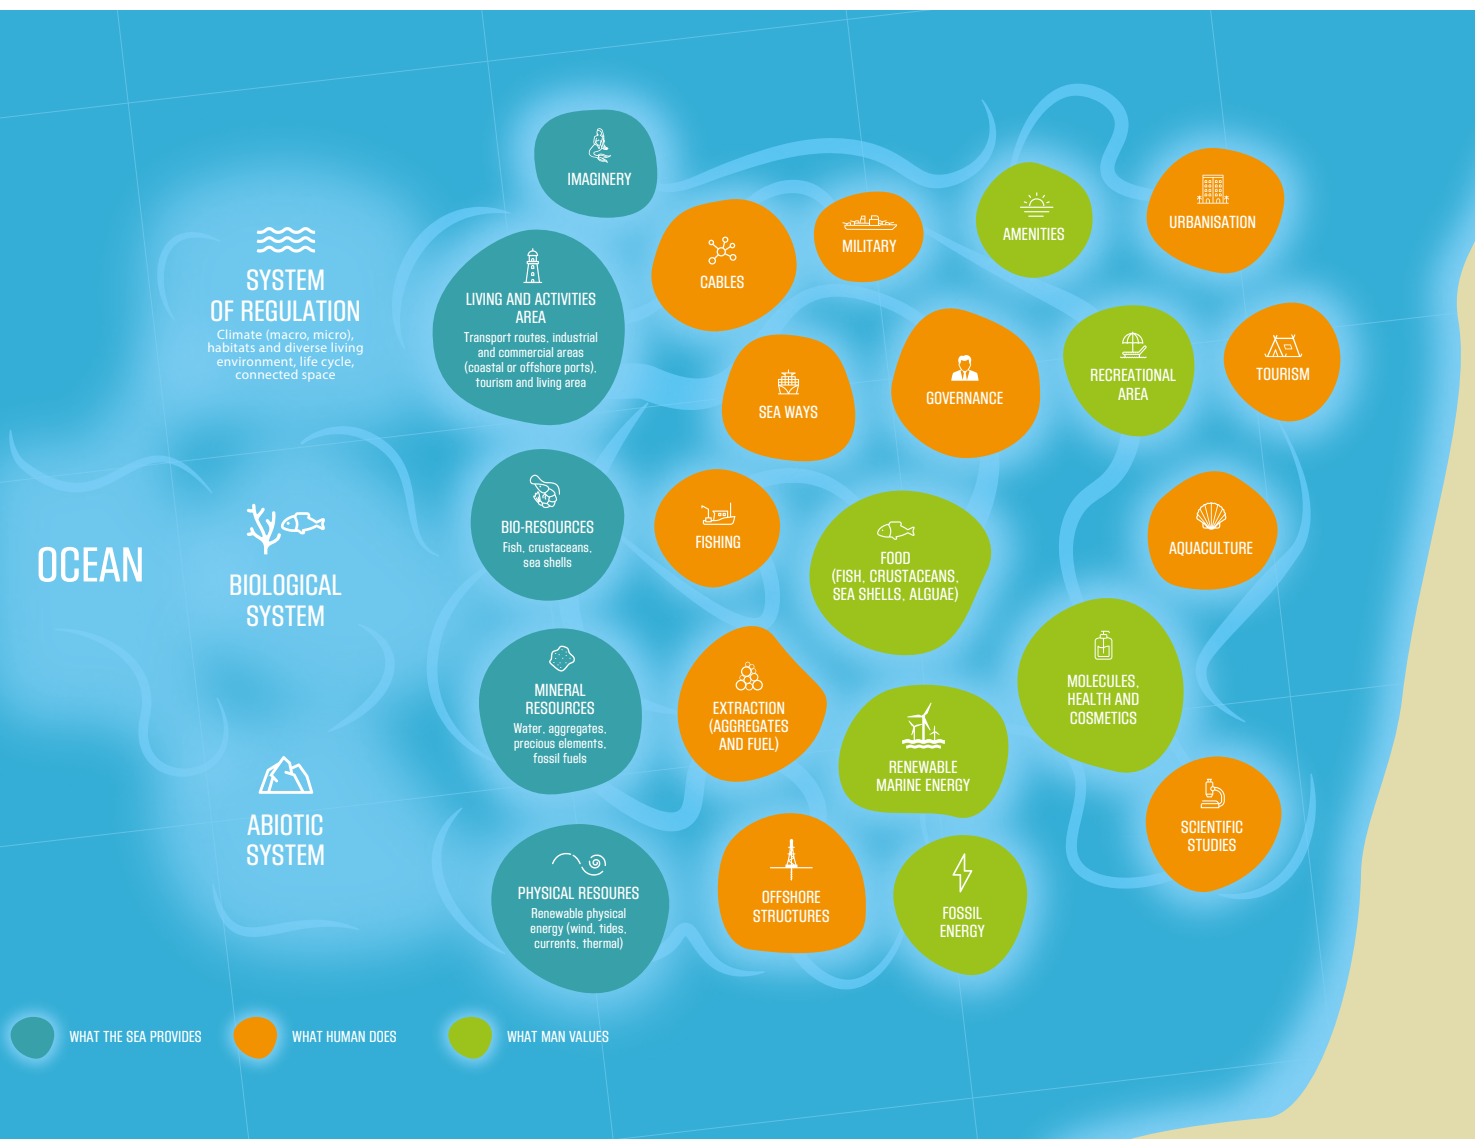 IMAGINERY
SYSTEM
OF REGULATION
Climate (macro, micro),
habitats and diverse living
environment, life cycle,
connected space
LIVING AND ACTIVITIES
AREA
Transport routes, industrial
and commercial areas
(coastal or offshore ports),
tourism and living area
CABLES
MILITARY
AMENITIES
URBANISATION
SEA WAYS
GOVERNANCE
RECREATIONAL
AREA
TOURISM
OCEAN
BIOLOGICAL
SYSTEM
BIO-RESOURCES
Fish, crustaceans,
sea shells
FISHING
FOOD
(FISH, CRUSTACEANS,
SEA SHELLS, ALGUAE)
AQUACULTURE
MINERAL
RESOURCES
Water, aggregates,
precious elements,
fossil fuels
EXTRACTION
(AGGREGATES
AND FUEL)
RENEWABLE
MARINE ENERGY
MOLECULES,
HEALTH AND
COSMETICS
ABIOTIC
SYSTEM
PHYSICAL RESOURES
Renewable physical
energy (wind, tides,
currents, thermal)
OFFSHORE
STRUCTURES
FOSSIL
ENERGY
SCIENTIFIC
STUDIES
WHAT THE SEA PROVIDES
WHAT HUMAN DOES
WHAT MAN VALUES